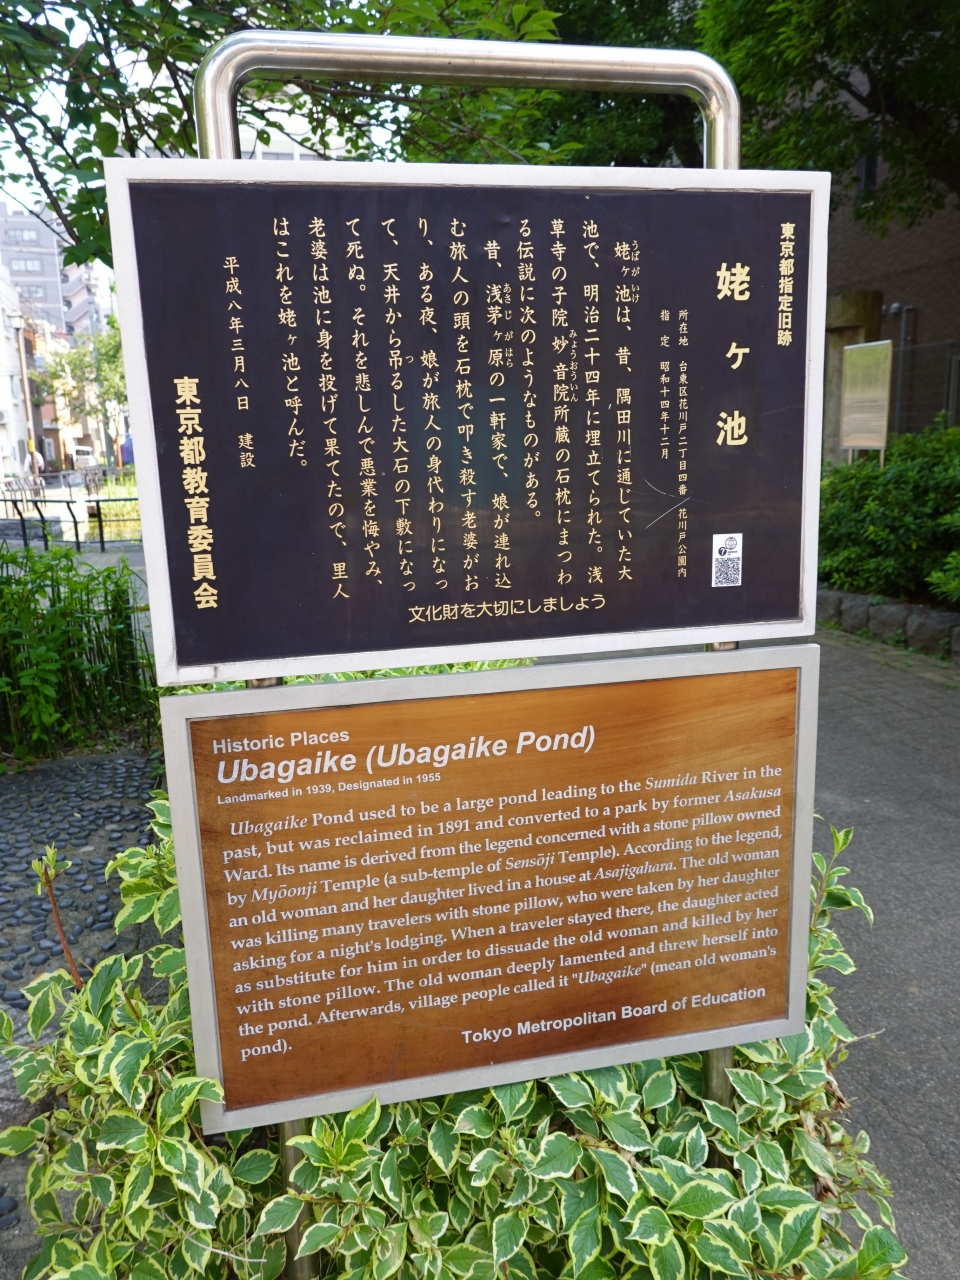 東京都指定旧跡
姥ヶ池
所在地 台東区花川戸二丁目四番 花川戸公園内
指定 昭和十四年十二月
姥ヶ池は、昔、隅田川に通じていた大
うばがいけ
池で、明治二十四年に埋立てられた。浅
草寺の子院妙音院所蔵の石枕にまつわ
みょうおういん
る伝説に次のようなものがある。
昔、浅茅ヶ原の一軒家で、娘が連れ込
あさじがはら
む旅人の頭を石枕で叩き殺す老婆がお
り、ある夜、娘が旅人の身代わりになっ
て、天井から吊るした大石の下敷になっ
つ
て死ぬ。それを悲しんで悪業を悔やみ、
老婆は池に身を投げて果てたので、里人
はこれを姥ヶ池と呼んだ。
平成八年三月八日 建設
東京都教育委員会
文化財を大切にしましょう
Historic Places
Ubagaike (Ubagaike Pond)
Landmarked in 1939, Designated in 1955
Ubagaike Pond used to be a large pond leading to the Sumida River in the
past, but was reclaimed in 1891 and converted to a park by former Asakusa
Ward. Its name is derived from the legend concerned with a stone pillow owned
by Myōonji Temple (a sub-temple of Sensōji Temple). According to the legend,
an old woman and her daughter lived in a house at Asajigahara. The old woman
was killing many travelers with stone pillow, who were taken by her daughter
asking for a night's lodging. When a traveler stayed there, the daughter acted
as substitute for him in order to dissuade the old woman and killed by her
with stone pillow. The old woman deeply lamented and threw herself into
the pond. Afterwards, village people called it "Ubagaike" (mean old woman's
pond).
Tokyo Metropolitan Board of Education